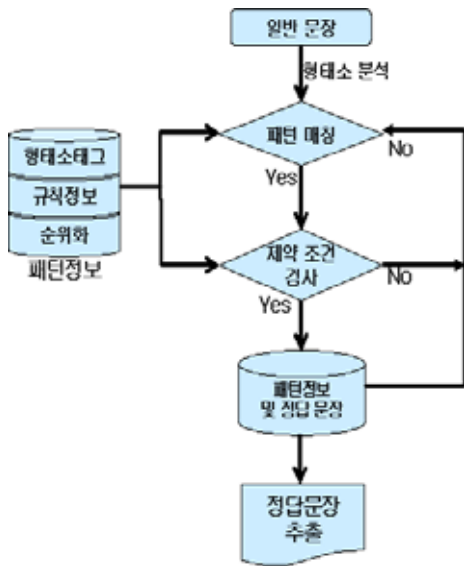 일반 문장
형태소 분석
패턴 매칭
No
Yes
형태소태그
규칙정보
순위화
패턴정보
제약 조건
검사
No
Yes
패턴정보
및 정답 문장
정답문장
추출